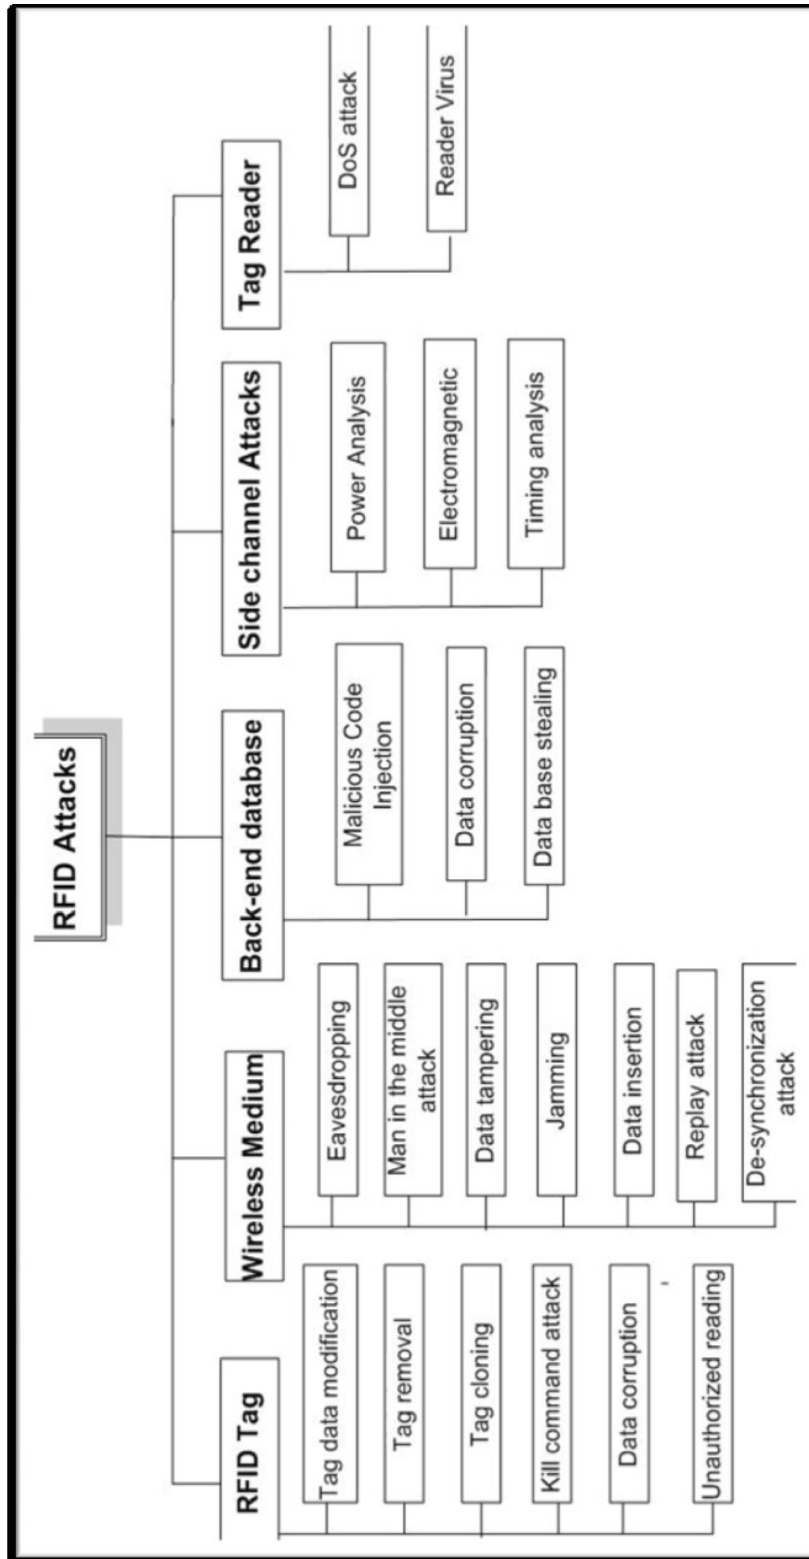 RFID Attacks
RFID Tag
Tag data modification
Tag removal
Tag cloning
Kill command attack
Data corruption
Unauthorized reading
Wireless Medium
Eavesdropping
Man in the middle
attack
Data tampering
Jamming
Data insertion
Replay attack
De-synchronization
attack
Back-end database
Malicious Code
Injection
Data corruption
Data base stealing
Side channel Attacks
Power Analysis
Electromagnetic
Timing analysis
Tag Reader
DoS attack
Reader Virus